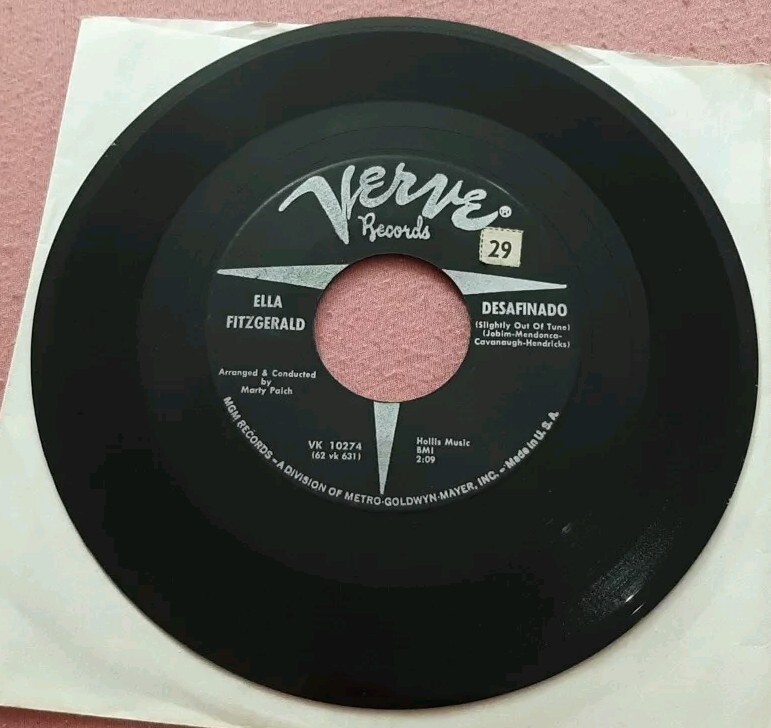 Verve®
Records
29
ELLA
FITZGERALD
DESAFINADO
(Slightly Out Of Tune)
(Jobim-Mendonca-
Cavanaugh-Hendricks)
Arranged & Conducted
by
Marty Paich
VK 10274
(62 vk 631)
Hollis Music
BMI
2:09
MGM RECORDS – A DIVISION OF METRO-GOLDWYN-MAYER, INC. – Made in U. S. A.